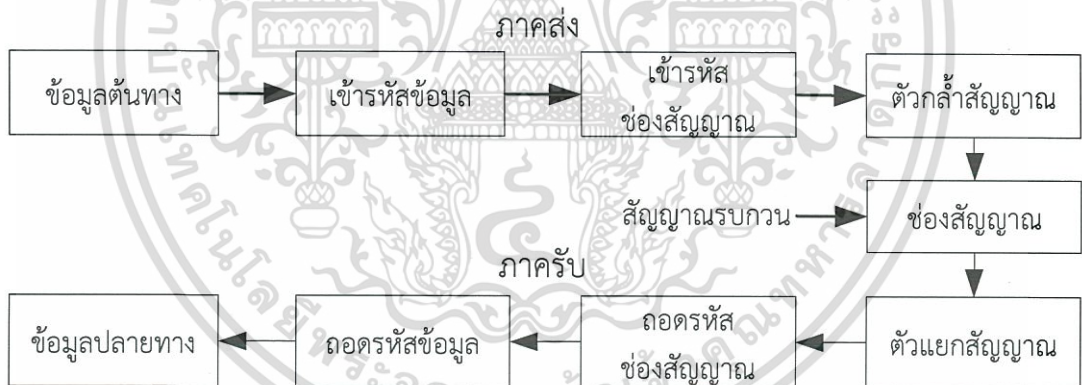 ภาคส่ง
ข้อมูลต้นทาง
เข้ารหัสข้อมูล
เข้ารหัส
ช่องสัญญาณ
ตัวกล้ำสัญญาณ
สัญญาณรบกวน
ช่องสัญญาณ
ภาครับ
ข้อมูลปลายทาง
ถอดรหัสข้อมูล
ถอดรหัส
ช่องสัญญาณ
ตัวแยกสัญญาณ